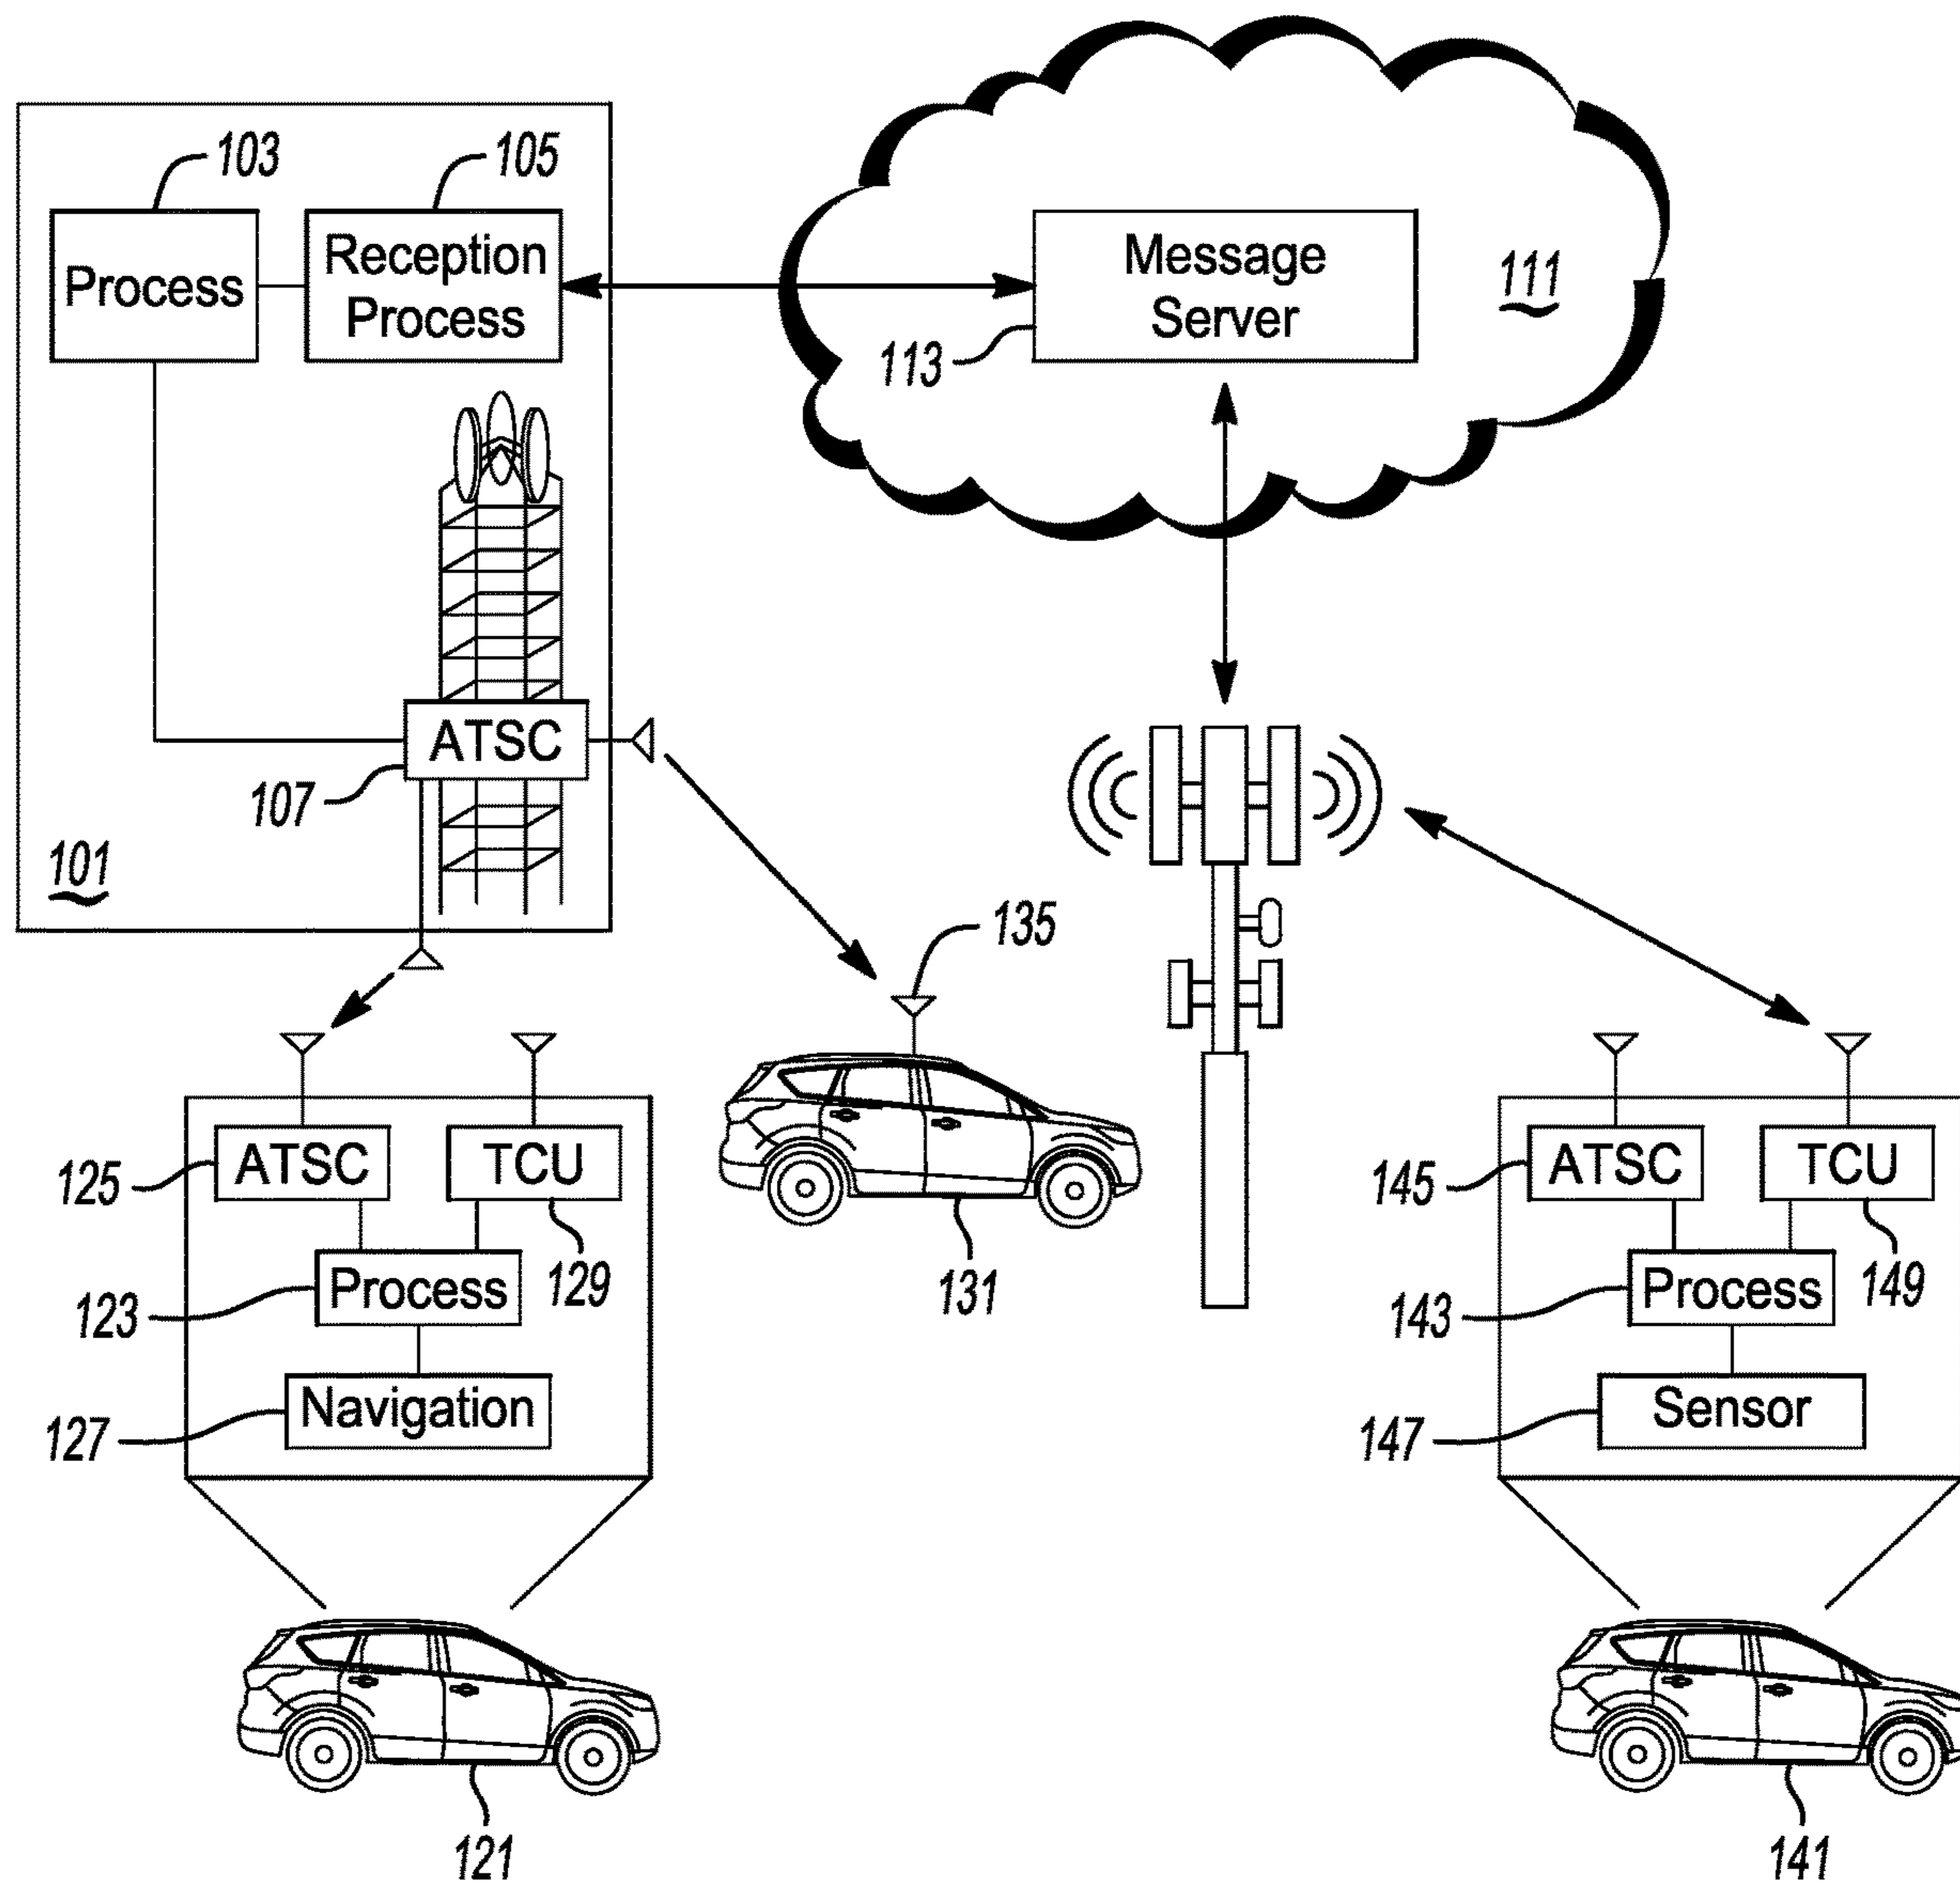 103
105
Process
Reception
Process
Message
Server
111
113
ATSC
107
101
135
ATSC
TCU
125
129
Process
123
Navigation
127
131
ATSC
TCU
145
149
Process
143
Sensor
147
121
141